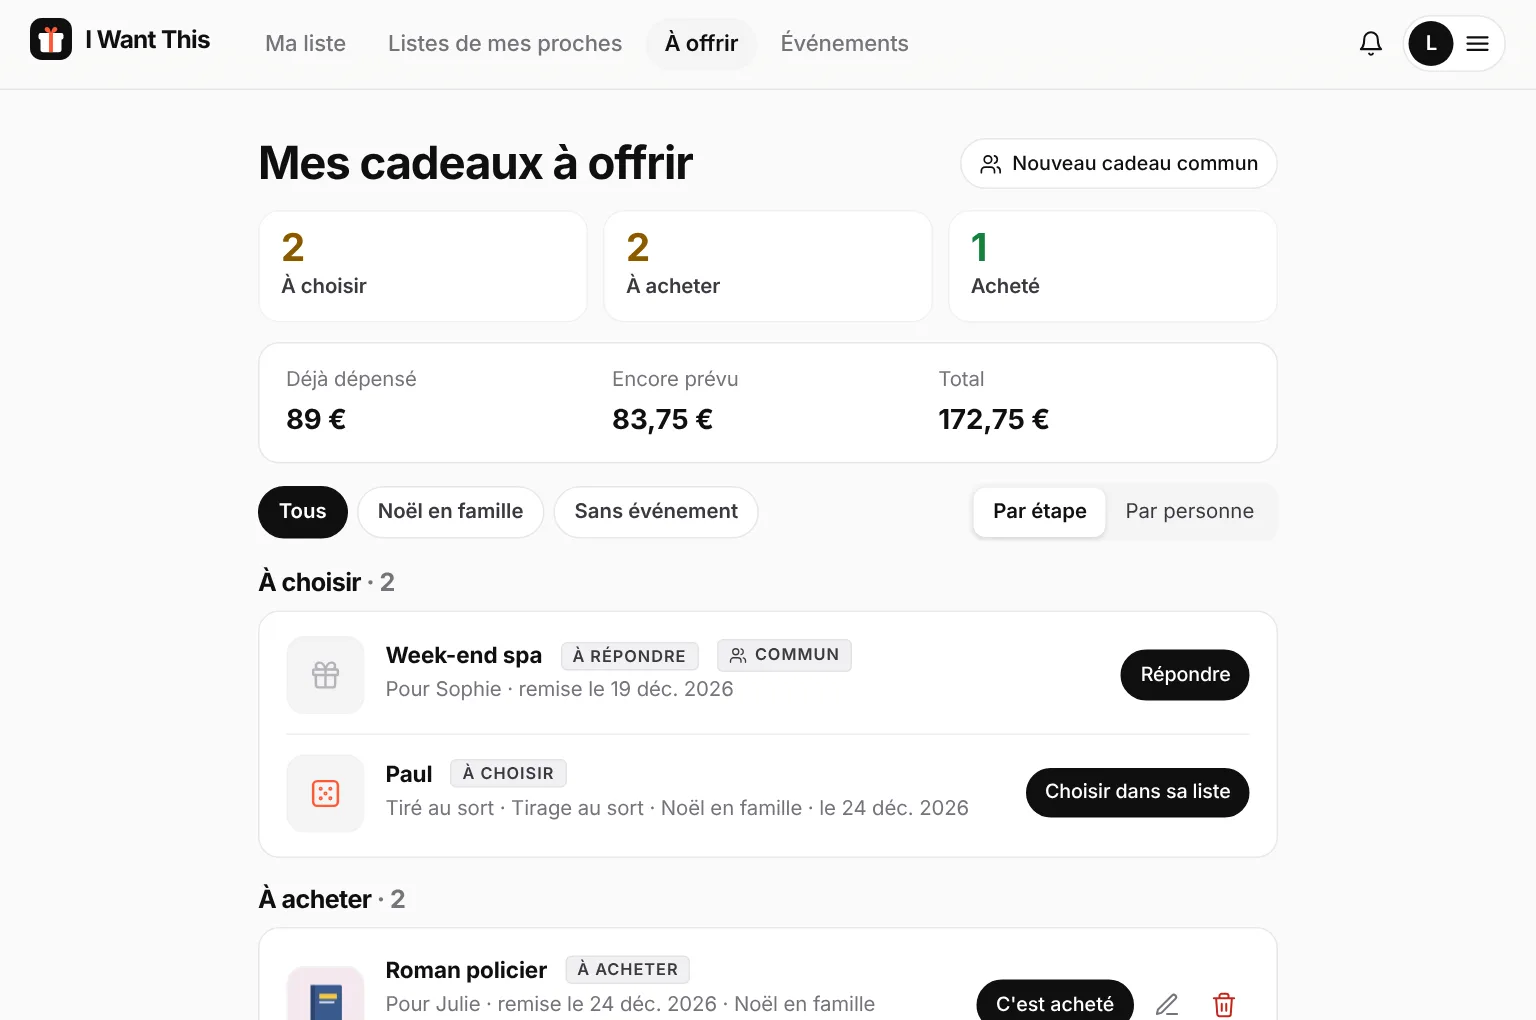 I Want This
Ma liste
Listes de mes proches
À offrir
Événements
L
Mes cadeaux à offrir
Nouveau cadeau commun
2
À choisir
2
À acheter
1
Acheté
Déjà dépensé
89 €
Encore prévu
83,75 €
Total
172,75 €
Tous
Noël en famille
Sans événement
Par étape
Par personne
À choisir · 2
Week-end spa
À RÉPONDRE
COMMUN
Pour Sophie · remise le 19 déc. 2026
Répondre
Paul
À CHOISIR
Tiré au sort · Tirage au sort · Noël en famille · le 24 déc. 2026
Choisir dans sa liste
À acheter · 2
Roman policier
À ACHETER
Pour Julie · remise le 24 déc. 2026 · Noël en famille
C'est acheté